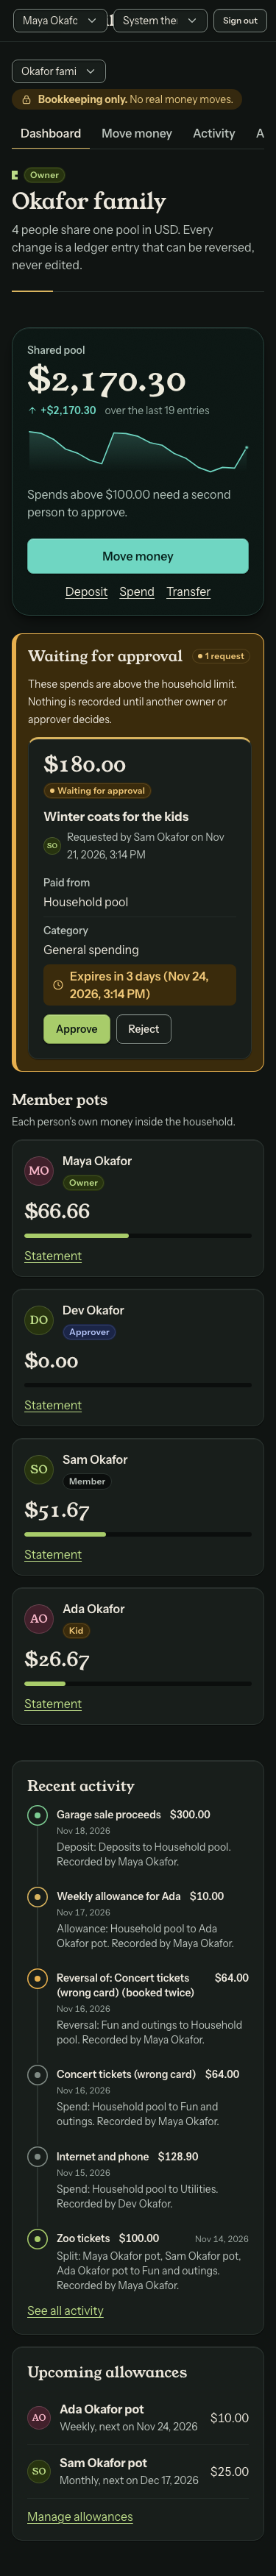 Maya Okafo
System the
Sign out
Okafor fami
Bookkeeping only. No real money moves.
Dashboard Move money Activity A
Owner
Okafor family
4 people share one pool in USD. Every
change is a ledger entry that can be reversed,
never edited.
Shared pool
$2,170.30
↑ +$2,170.30 over the last 19 entries
Spends above $100.00 need a second
person to approve.
Move money
Deposit Spend Transfer
Waiting for approval
1 request
These spends are above the household limit.
Nothing is recorded until another owner or
approver decides.
$180.00
Waiting for approval
Winter coats for the kids
SO
Requested by Sam Okafor on Nov
21, 2026, 3:14 PM
Paid from
Household pool
Category
General spending
Expires in 3 days (Nov 24,
2026, 3:14 PM)
Approve Reject
Member pots
Each person's own money inside the household.
MO
Maya Okafor
Owner
$66.66
Statement
DO
Dev Okafor
Approver
$0.00
Statement
SO
Sam Okafor
Member
$51.67
Statement
AO
Ada Okafor
Kid
$26.67
Statement
Recent activity
Garage sale proceeds $300.00
Nov 18, 2026
Deposit: Deposits to Household pool.
Recorded by Maya Okafor.
Weekly allowance for Ada $10.00
Nov 17, 2026
Allowance: Household pool to Ada
Okafor pot. Recorded by Maya Okafor.
Reversal of: Concert tickets $64.00
(wrong card) (booked twice)
Nov 16, 2026
Reversal: Fun and outings to Household
pool. Recorded by Maya Okafor.
Concert tickets (wrong card) $64.00
Nov 16, 2026
Spend: Household pool to Fun and
outings. Recorded by Maya Okafor.
Internet and phone $128.90
Nov 15, 2026
Spend: Household pool to Utilities.
Recorded by Dev Okafor.
Zoo tickets $100.00 Nov 14, 2026
Split: Maya Okafor pot, Sam Okafor pot,
Ada Okafor pot to Fun and outings.
Recorded by Maya Okafor.
See all activity
Upcoming allowances
AO
Ada Okafor pot
Weekly, next on Nov 24, 2026
$10.00
SO
Sam Okafor pot
Monthly, next on Dec 17, 2026
$25.00
Manage allowances